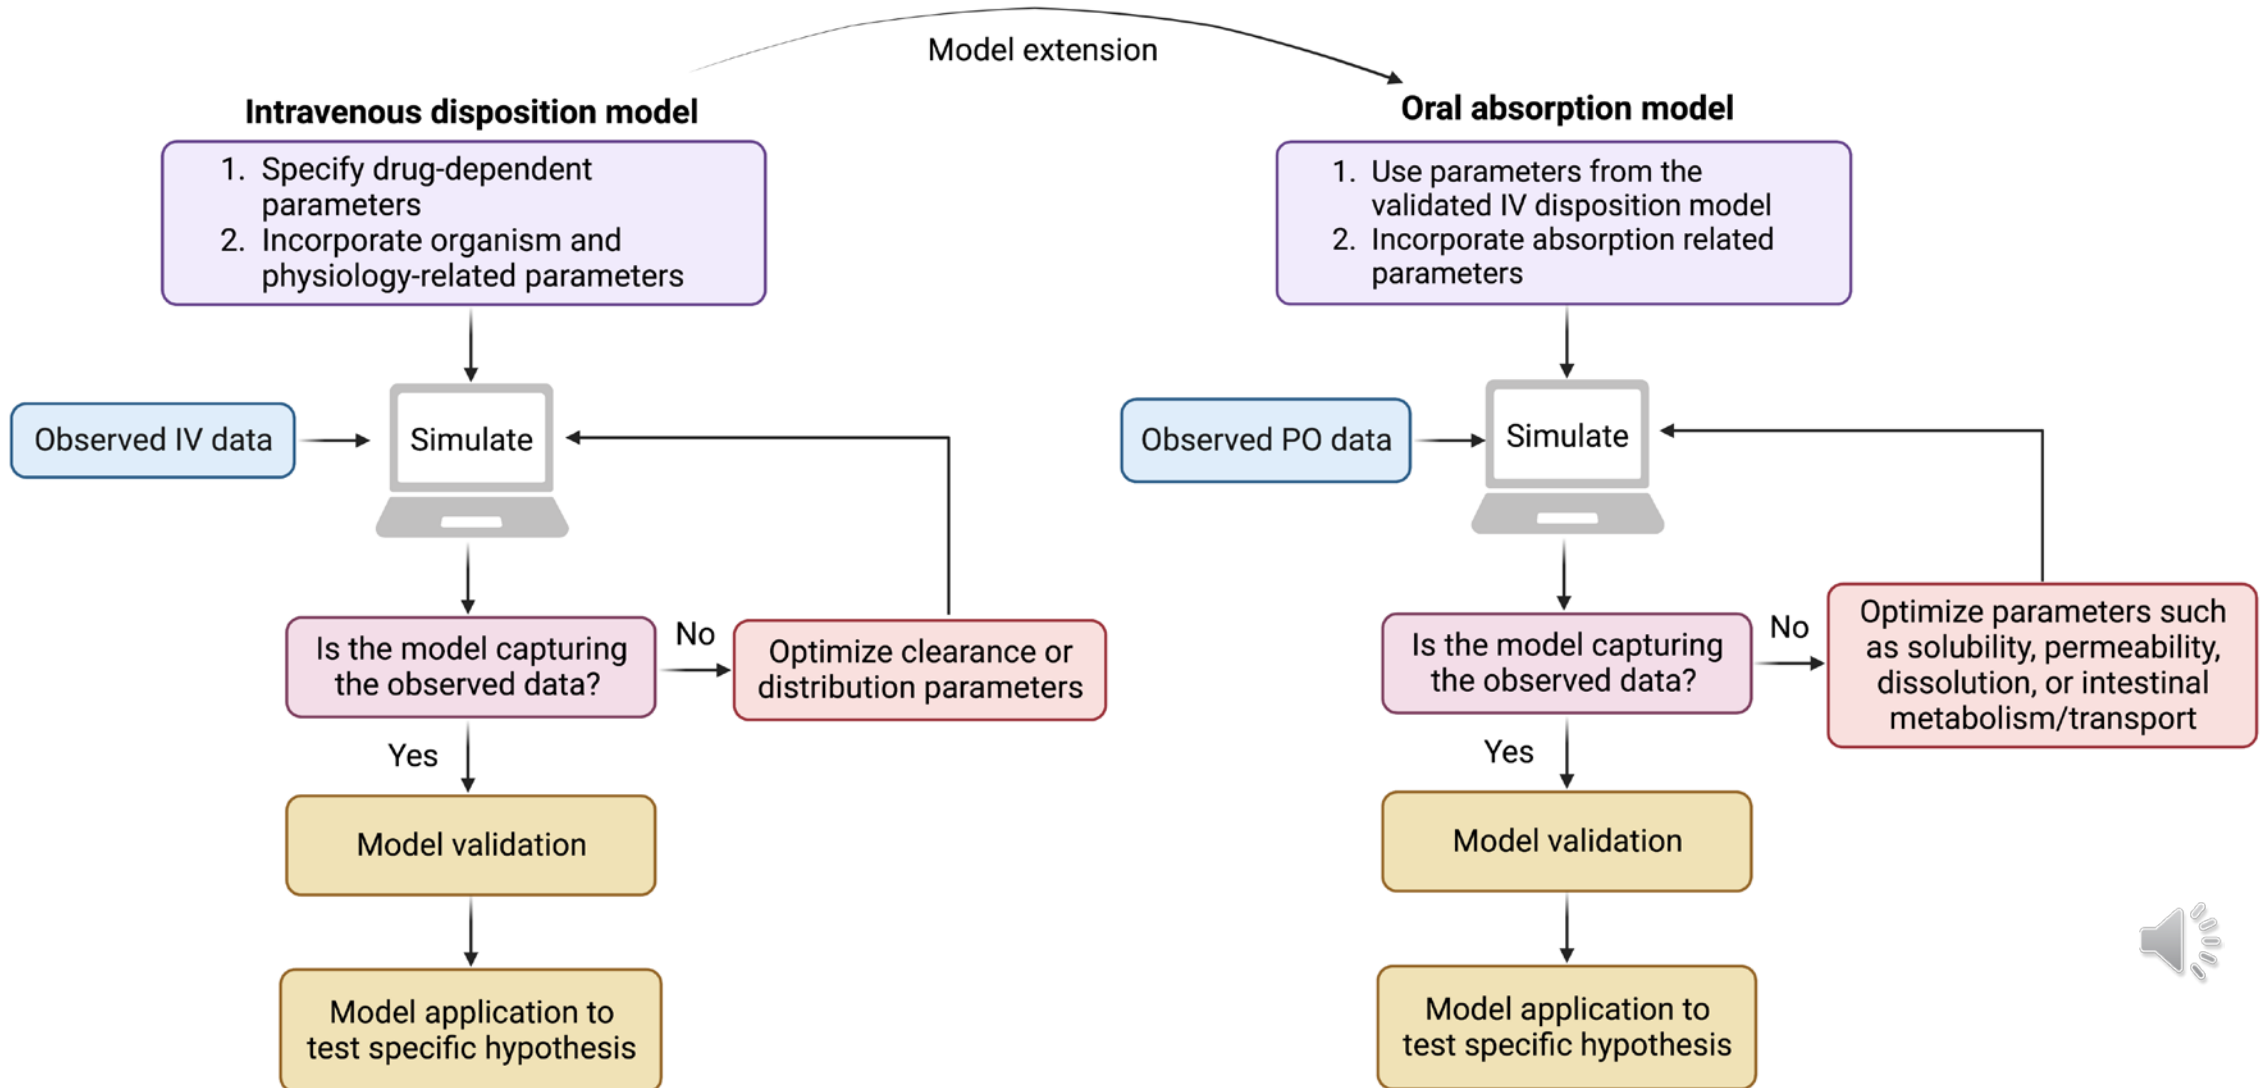 Model extension
Intravenous disposition model
1. Specify drug-dependent
parameters
2. Incorporate organism and
physiology-related parameters
Observed IV data
Simulate
Is the model capturing
the observed data?
No
Optimize clearance or
distribution parameters
Yes
Model validation
Model application to
test specific hypothesis
Oral absorption model
1. Use parameters from the
validated IV disposition model
2. Incorporate absorption related
parameters
Observed PO data
Simulate
Is the model capturing
the observed data?
No
Optimize parameters such
as solubility, permeability,
dissolution, or intestinal
metabolism/transport
Yes
Model validation
Model application to
test specific hypothesis